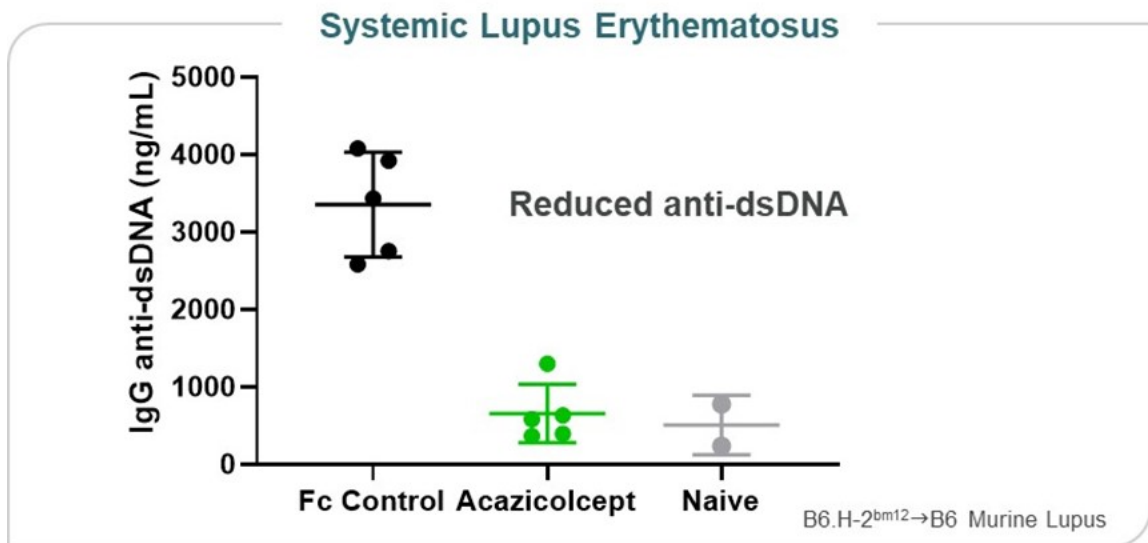 Systemic Lupus Erythematosus
IgG anti-dsDNA (ng/mL)
5000
4000
3000
2000
1000
0
Reduced anti-dsDNA
Fc Control Acazicolcept Naive
B6.H-2ᵇᵐ¹²→B6 Murine Lupus